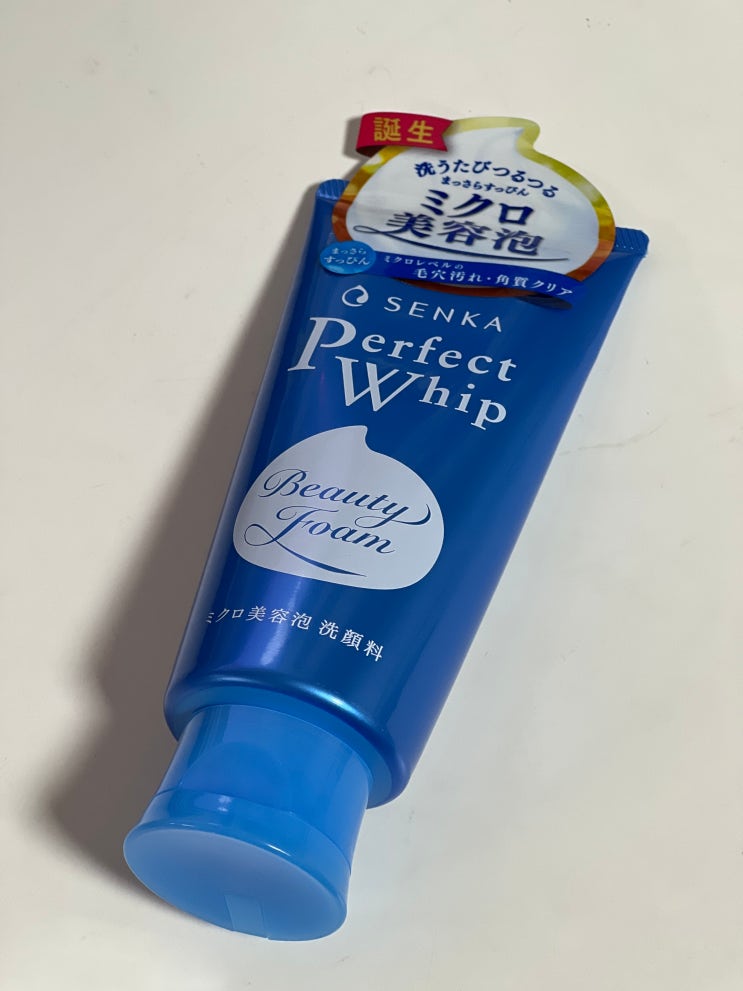 誕生
洗うたびつるつる
まっさらすっぴん
ミクロ
美容泡
まっさら
すっぴん
ミクロレベルの
毛穴汚れ・角質クリア
SENKA
Perfect
Whip
Beauty
Foam
ミクロ美容泡 洗顔料